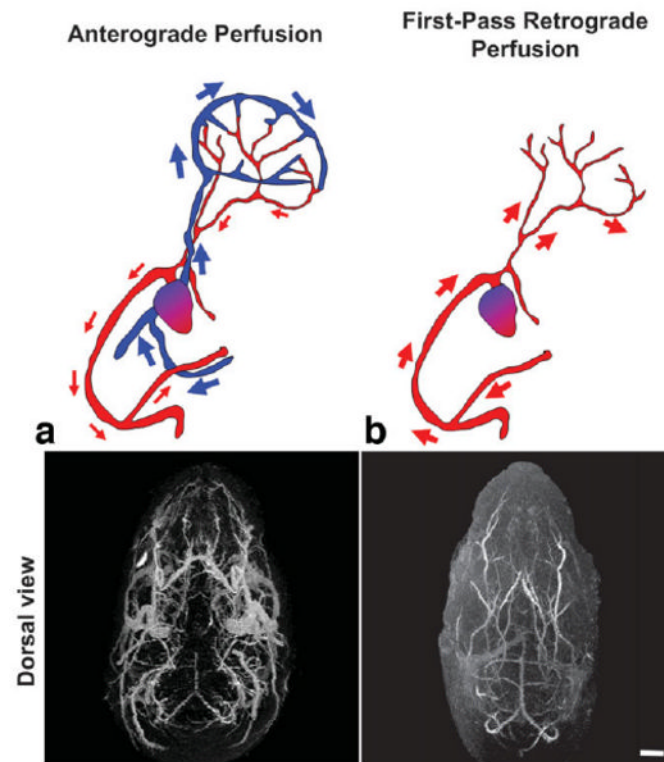 Anterograde Perfusion
First-Pass Retrograde
Perfusion
a
b
Dorsal view